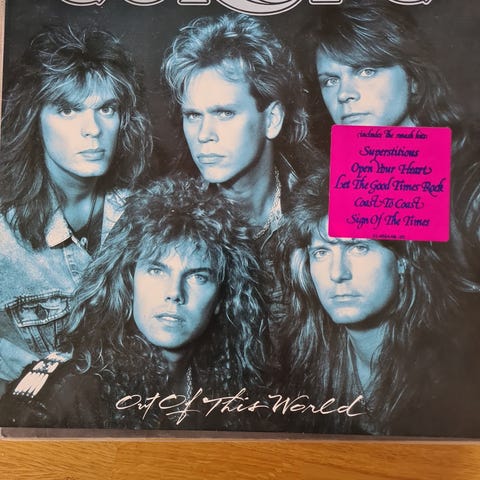 includes the smash hits:
Superstitious
Open Your Heart
Let The Good Times Rock
Coast To Coast
Sign Of The Times
Out Of This World